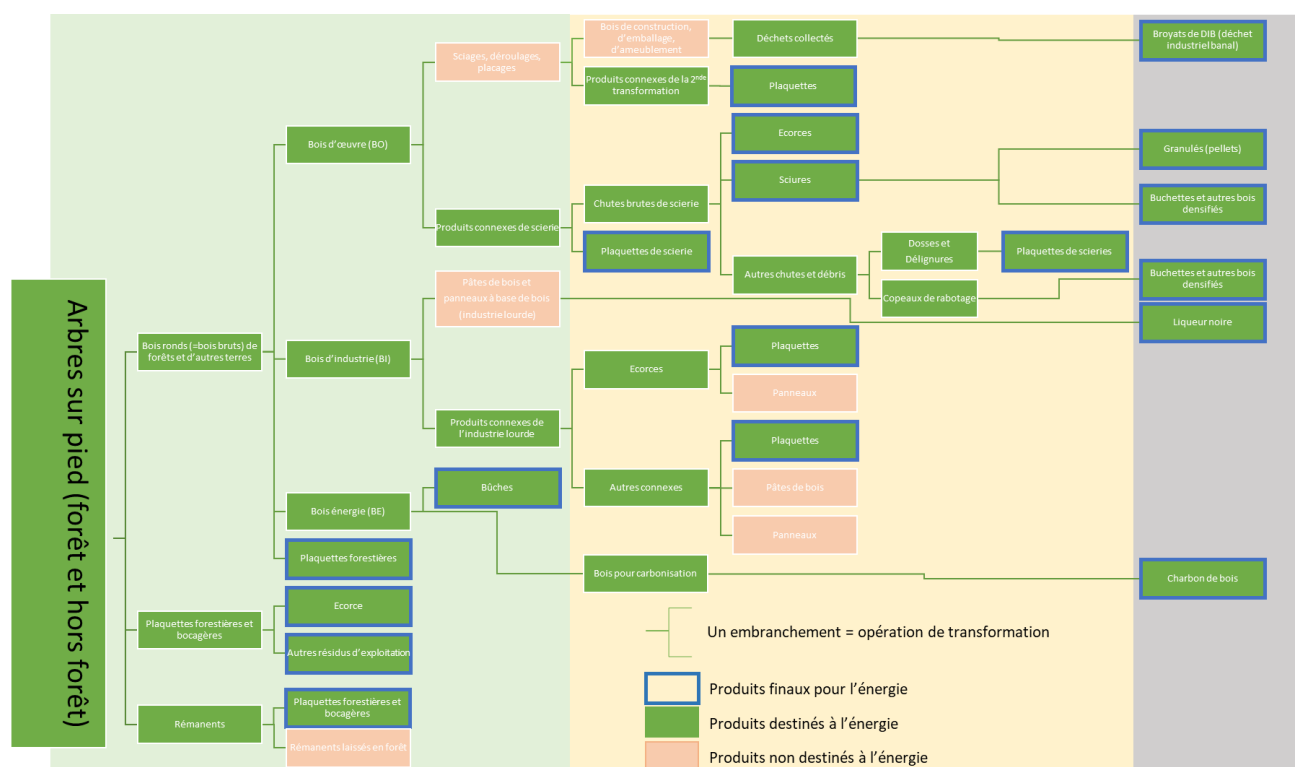 Arbres sur pied (forêt et hors forêt)
Bois ronds (=bois bruts) de
forêts et d'autres terres
Plaquettes forestières et
bocagères
Rémanents
Bois d'œuvre (BO)
Bois d'industrie (BI)
Bois énergie (BE)
Plaquettes forestières
Ecorce
Autres résidus d'exploitation
Plaquettes forestières et
bocagères
Rémanents laissés en forêt
Sciages, déroulages,
placages
Produits connexes de scierie
Pâtes de bois et
panneaux à base de bois
(industrie lourde)
Produits connexes de
l'industrie lourde
Bûches
Bois de construction,
d'emballage,
d'ameublement
Produits connexes de la 2nde
transformation
Chutes brutes de scierie
Plaquettes de scierie
Ecorces
Autres connexes
Bois pour carbonisation
Déchets collectés
Plaquettes
Ecorces
Sciures
Autres chutes et débris
Dosses et
Délignures
Copeaux de rabotage
Plaquettes de scieries
Plaquettes
Panneaux
Plaquettes
Pâtes de bois
Panneaux
Broyats de DIB (déchet
industriel banal)
Granulés (pellets)
Buchettes et autres bois
densifiés
Buchettes et autres bois
densifiés
Liqueur noire
Charbon de bois
Un embranchement = opération de transformation
Produits finaux pour l'énergie
Produits destinés à l'énergie
Produits non destinés à l'énergie